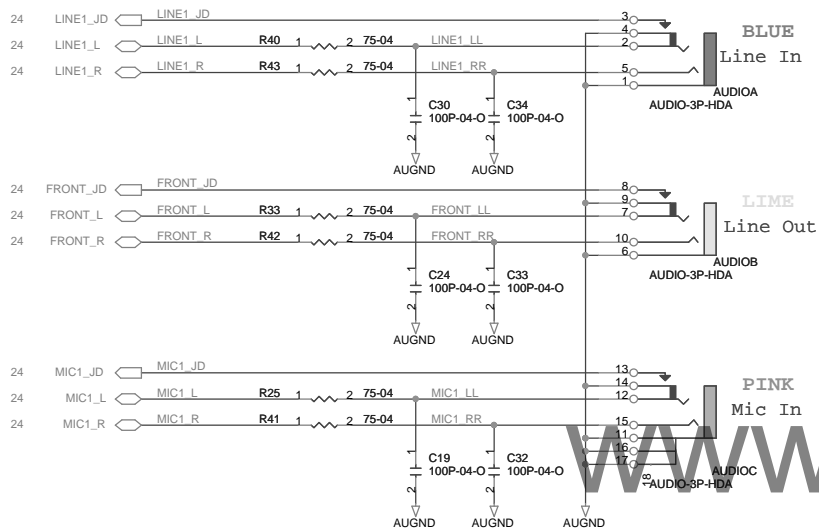 24 LINE1_JD LINE1_JD 3
4 BLUE
24 LINE1_L LINE1_L R40 1 2 75-04 LINE1_LL 2 Line In
24 LINE1_R LINE1_R R43 1 2 75-04 LINE1_RR 5
1 AUDIOA
AUDIO-3P-HDA
1 C30 1 C34
100P-04-O 100P-04-O
2 2
AUGND AUGND
24 FRONT_JD FRONT_JD 8
9 LIME
24 FRONT_L FRONT_L R33 1 2 75-04 FRONT_LL 7 Line Out
24 FRONT_R FRONT_R R42 1 2 75-04 FRONT_RR 10
6 AUDIOB
AUDIO-3P-HDA
1 C24 1 C33
100P-04-O 100P-04-O
2 2
AUGND AUGND
24 MIC1_JD MIC1_JD 13
14 PINK
24 MIC1_L MIC1_L R25 1 2 75-04 MIC1_LL 12 Mic In
24 MIC1_R MIC1_R R41 1 2 75-04 MIC1_RR 15
11
16
17 AUDIOC
18 AUDIO-3P-HDA
1 C19 1 C32
100P-04-O 100P-04-O
2 2
AUGND AUGND AUGND
www